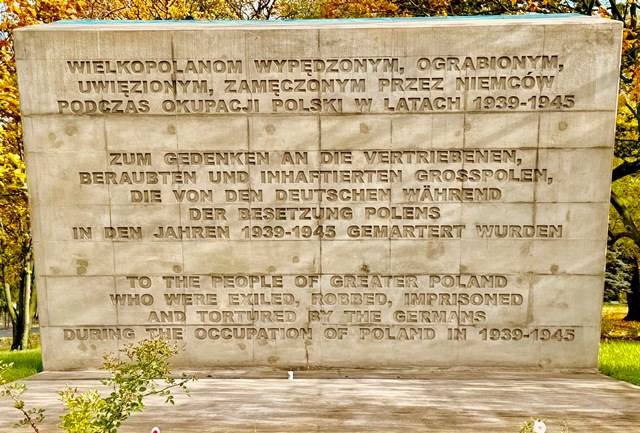 WIELKOPOLANOM WYPĘDZONYM, OGRABIONYM,
UWIĘZIONYM, ZAMĘCZONYM PRZEZ NIEMCÓW
PODCZAS OKUPACJI POLSKI W LATACH 1939-1945
ZUM GEDENKEN AN DIE VERTRIEBENEN,
BERAUBTEN UND INHAFTIERTEN GROSSPOLEN,
DIE VON DEN DEUTSCHEN WÄHREND
DER BESETZUNG POLENS
IN DEN JAHREN 1939-1945 GEMARTERT WURDEN
TO THE PEOPLE OF GREATER POLAND
WHO WERE EXILED, ROBBED, IMPRISONED
AND TORTURED BY THE GERMANS
DURING THE OCCUPATION OF POLAND IN 1939-1945